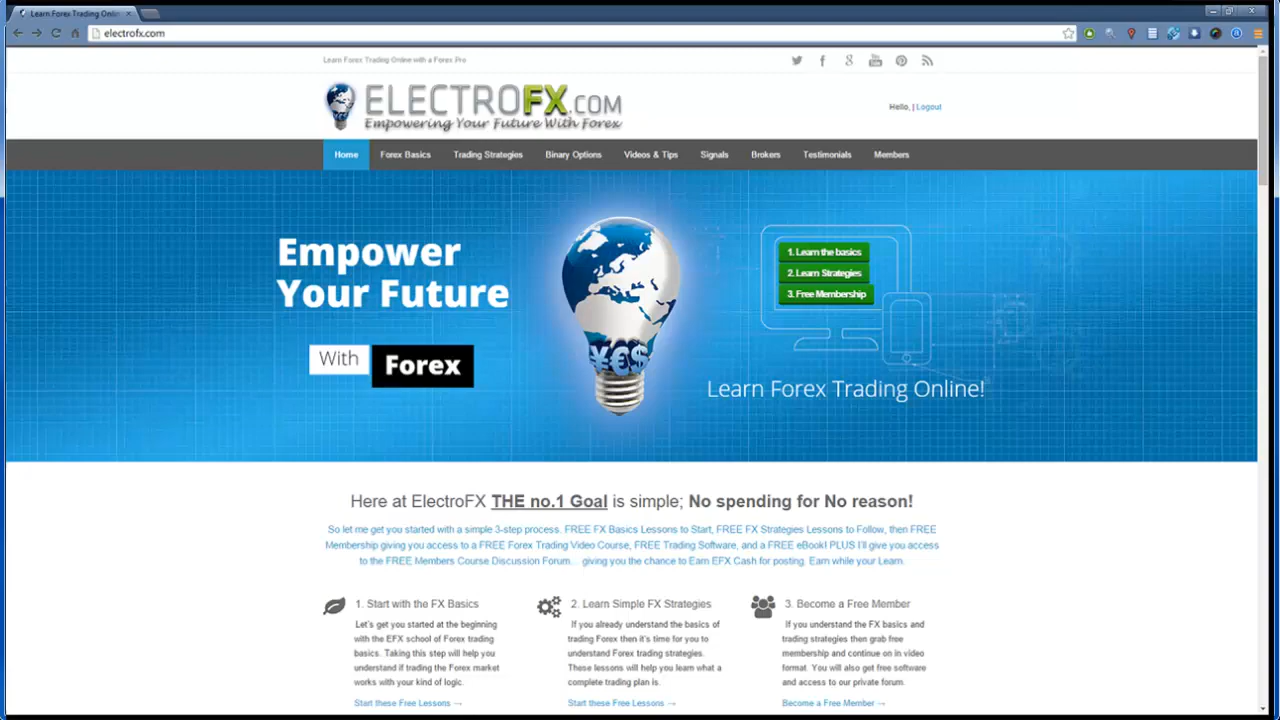 Learn Forex Trading Onlin
electrofx.com
Learn Forex Trading Online with a Forex Pro
ELECTROFX.COM
Empowering Your Future With Forex
Hello, | Logout
Home Forex Basics Trading Strategies Binary Options Videos & Tips Signals Brokers Testimonials Members
Empower
Your Future
With Forex
¥€$
1. Learn the basics
2. Learn Strategies
3. Free Membership
Learn Forex Trading Online!
Here at ElectroFX THE no.1 Goal is simple; No spending for No reason!
So let me get you started with a simple 3-step process. FREE FX Basics Lessons to Start, FREE FX Strategies Lessons to Follow, then FREE
Membership giving you access to a FREE Forex Trading Video Course, FREE Trading Software, and a FREE eBook! PLUS I'll give you access
to the FREE Members Course Discussion Forum... giving you the chance to Earn EFX Cash for posting. Earn while your Learn.
1. Start with the FX Basics
Let's get you started at the beginning
with the EFX school of Forex trading
basics. Taking this step will help you
understand if trading the Forex market
works with your kind of logic.
Start these Free Lessons →
2. Learn Simple FX Strategies
If you already understand the basics of
trading Forex then it's time for you to
understand Forex trading strategies.
These lessons will help you learn what a
complete trading plan is.
Start these Free Lessons →
3. Become a Free Member
If you understand the FX basics and
trading strategies then grab free
membership and continue on in video
format. You will also get free software
and access to our private forum.
Become a Free Member →